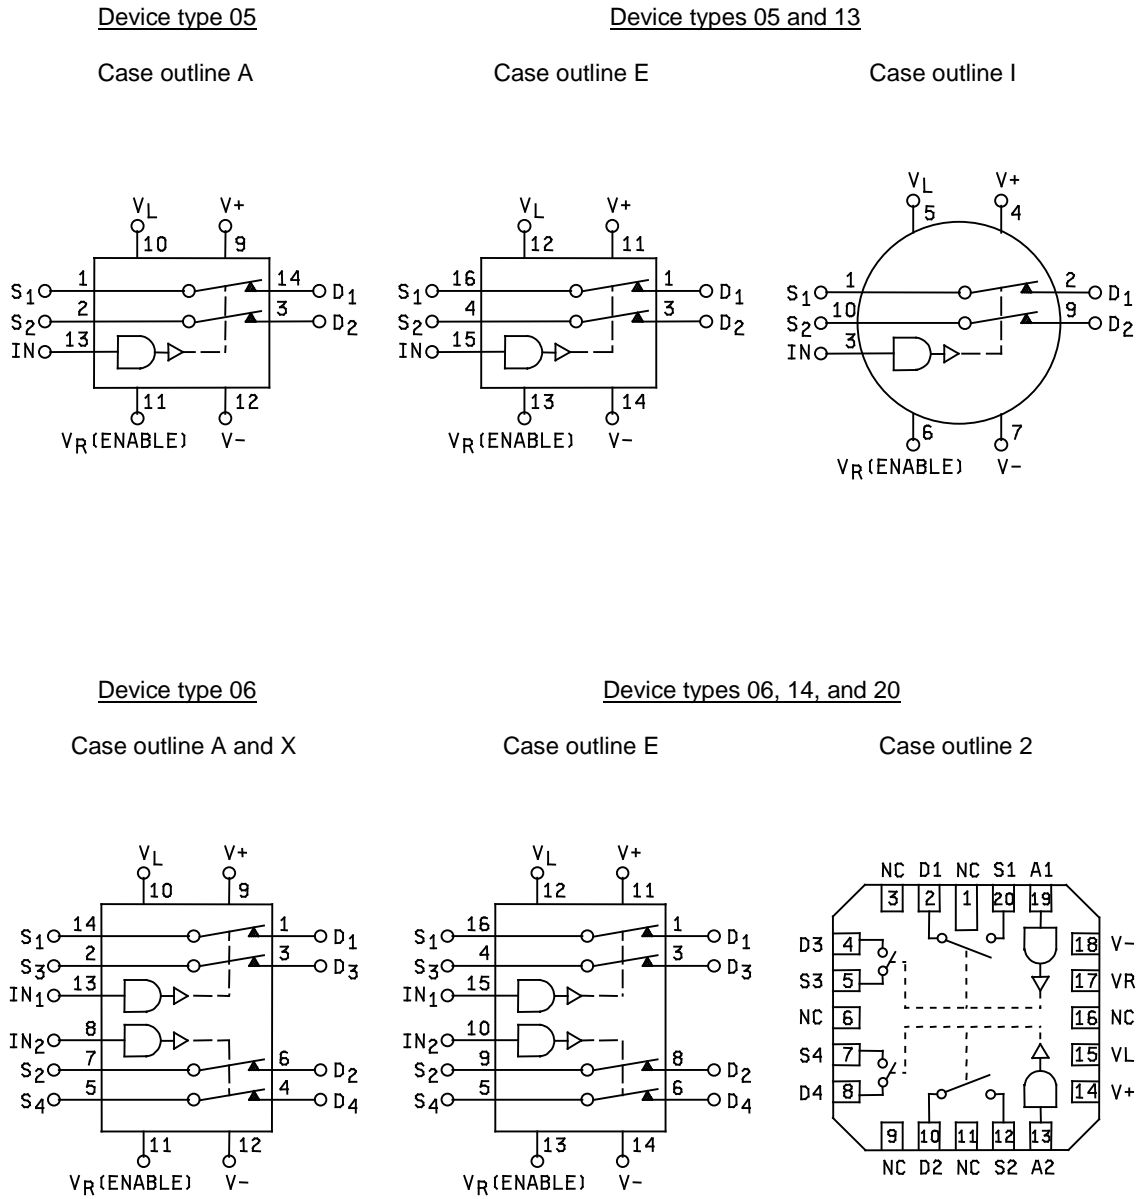 Device type 05
Device types 05 and 13
Case outline A
Case outline E
Case outline I
VL V+
10 9
S1 1 14 D1
S2 2 3 D2
IN 13
11 12
VR (ENABLE) V-
VL V+
12 11
S1 16 1 D1
S2 4 3 D2
IN 15
13 14
VR (ENABLE) V-
VL V+
5 4
S1 1 2 D1
S2 10 9 D2
IN 3
6 7
VR (ENABLE) V-
Device type 06
Device types 06, 14, and 20
Case outline A and X
Case outline E
Case outline 2
VL V+
10 9
S1 14 1 D1
S3 2 3 D3
IN1 13
IN2 8
S2 7 6 D2
S4 5 4 D4
11 12
VR (ENABLE) V-
VL V+
12 11
S1 16 1 D1
S3 4 3 D3
IN1 15
IN2 10
S2 9 8 D2
S4 5 6 D4
13 14
VR (ENABLE) V-
NC D1 NC S1 A1
3 2 1 20 19
D3 4 18 V-
S3 5 17 VR
NC 6 16 NC
S4 7 15 VL
D4 8 14 V+
9 10 11 12 13
NC D2 NC S2 A2